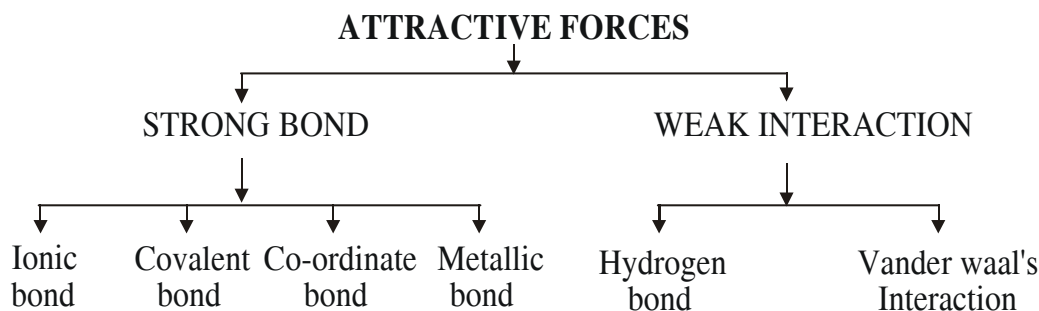 ATTRACTIVE FORCES
STRONG BOND
WEAK INTERACTION
Ionic
bond
Covalent
bond
Co-ordinate
bond
Metallic
bond
Hydrogen
bond
Vander waal's
Interaction